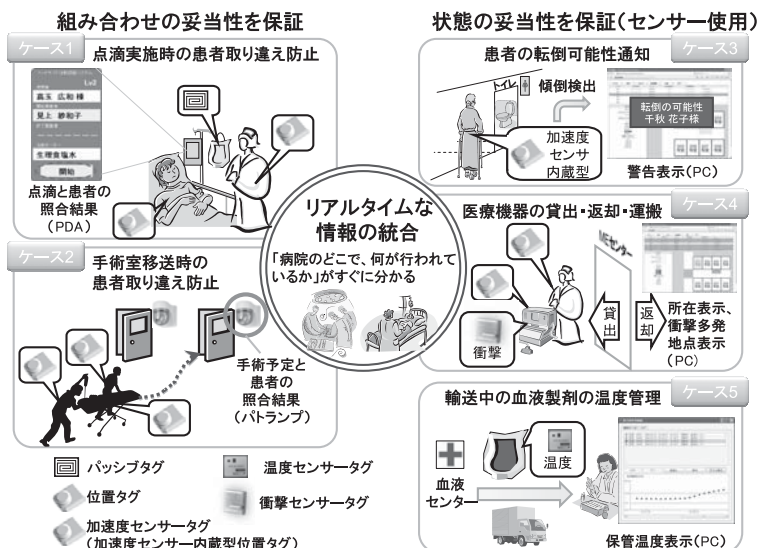 組み合わせの妥当性を保証
ケース1
点滴実施時の患者取り違え防止
Lv2
高玉 広和 様
見上 紗和子
生理食塩水
開始
点滴と患者の
照合結果
(PDA)
ケース2
手術室移送時の
患者取り違え防止
手術予定と
患者の
照合結果
(パトランプ)
リアルタイムな
情報の統合
「病院のどこで、何が行われて
いるか」がすぐに分かる
状態の妥当性を保証(センサー使用)
ケース3
患者の転倒可能性通知
トイレ
傾倒検出
加速度
センサ
内蔵型
転倒の可能性
千秋 花子様
警告表示(PC)
ケース4
医療機器の貸出・返却・運搬
MEセンター
衝撃
貸出
返却
所在表示、
衝撃多発
地点表示
(PC)
ケース5
輸送中の血液製剤の温度管理
温度
血液
センター
保管温度表示(PC)
パッシブタグ
温度センサータグ
位置タグ
衝撃センサータグ
加速度センサータグ
(加速度センサー内蔵型位置タグ)